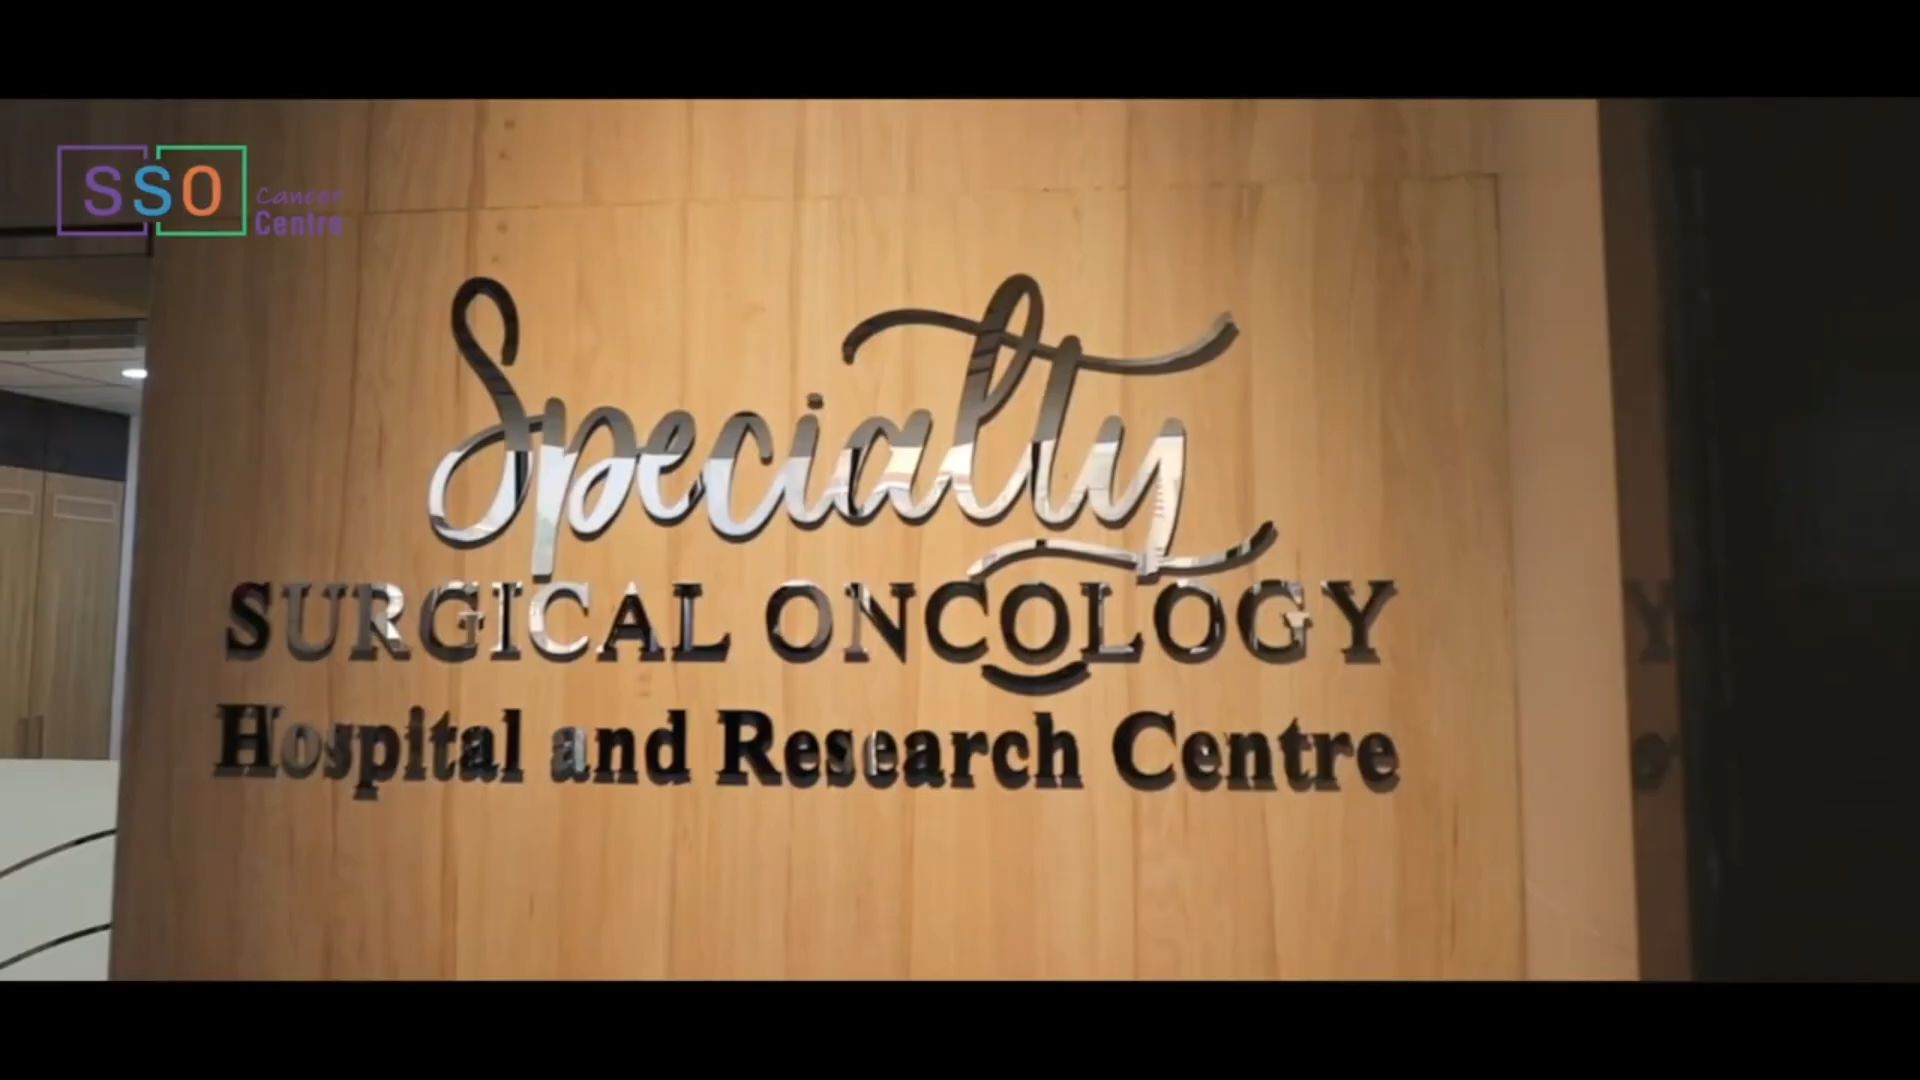 SSO Cancer
Centre
Specialty
SURGICAL ONCOLOGY
Hospital and Research Centre